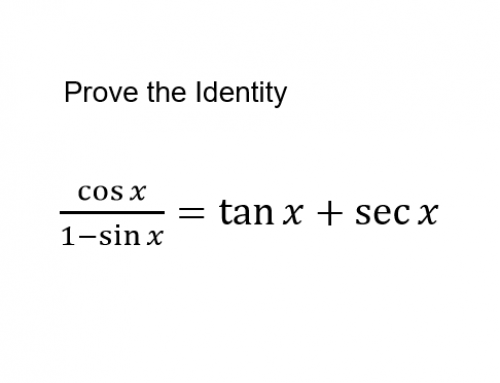 Prove the Identity
cos x / 1−sin x = tan x + sec x